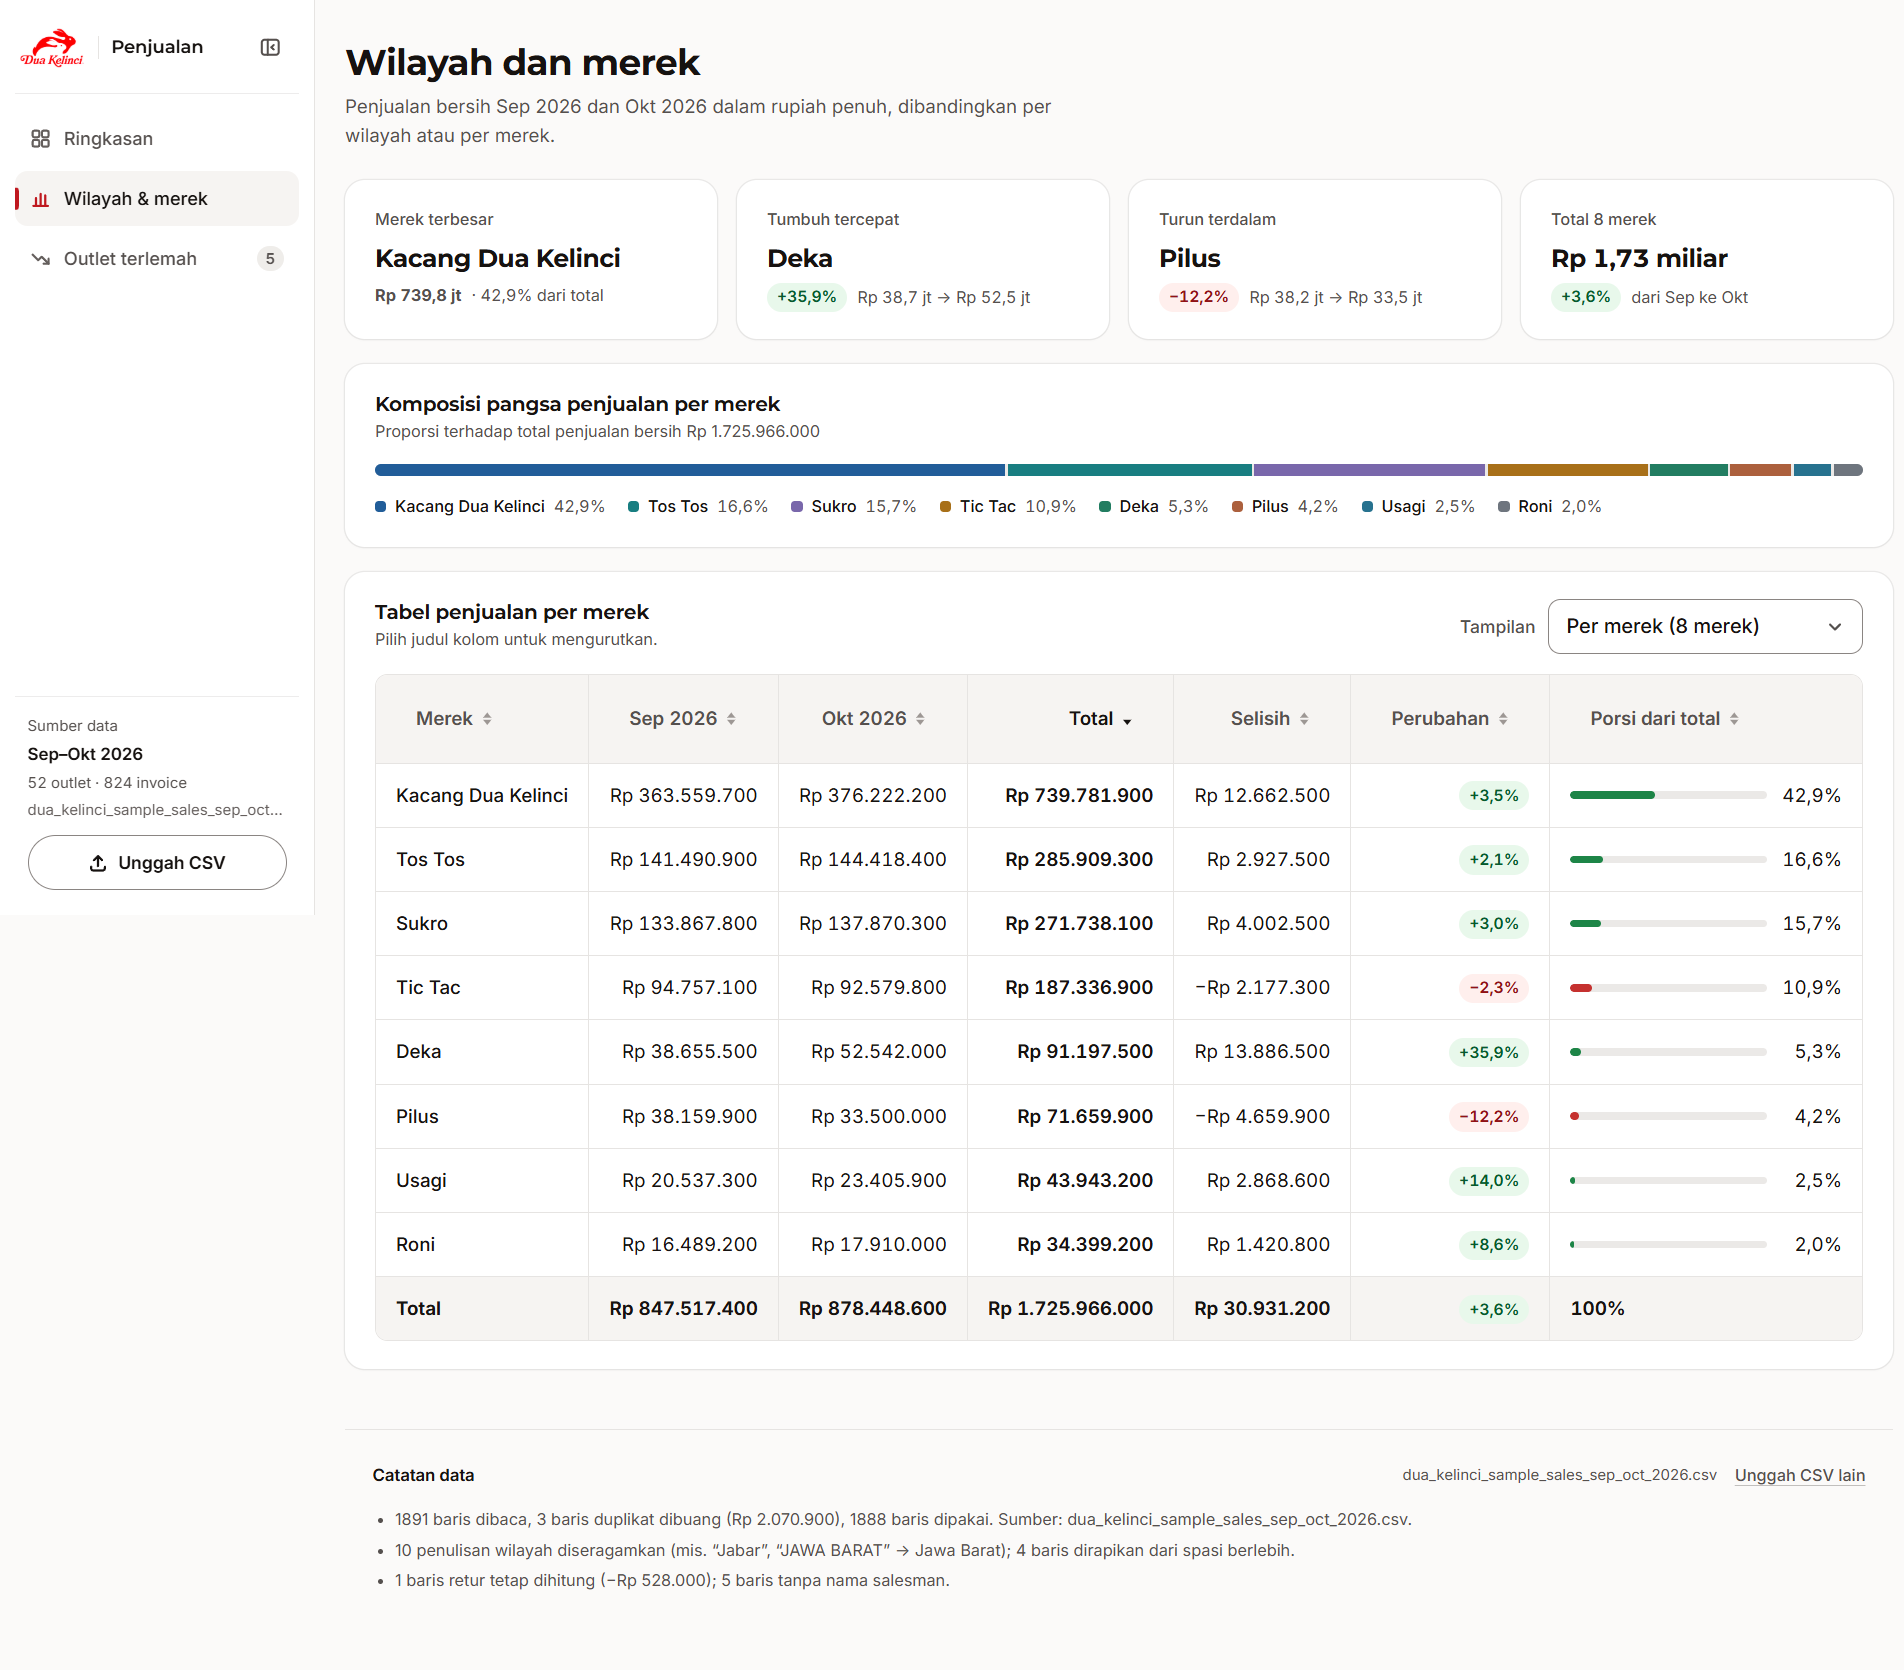 Dua Kelinci
Penjualan
Ringkasan
Wilayah & merek
Outlet terlemah 5
Sumber data
Sep–Okt 2026
52 outlet · 824 invoice
dua_kelinci_sample_sales_sep_oct...
Unggah CSV
Wilayah dan merek
Penjualan bersih Sep 2026 dan Okt 2026 dalam rupiah penuh, dibandingkan per
wilayah atau per merek.
Merek terbesar
Kacang Dua Kelinci
Rp 739,8 jt · 42,9% dari total
Tumbuh tercepat
Deka
+35,9% Rp 38,7 jt → Rp 52,5 jt
Turun terdalam
Pilus
−12,2% Rp 38,2 jt → Rp 33,5 jt
Total 8 merek
Rp 1,73 miliar
+3,6% dari Sep ke Okt
Komposisi pangsa penjualan per merek
Proporsi terhadap total penjualan bersih Rp 1.725.966.000
Kacang Dua Kelinci 42,9% Tos Tos 16,6% Sukro 15,7% Tic Tac 10,9% Deka 5,3% Pilus 4,2% Usagi 2,5% Roni 2,0%
Tabel penjualan per merek
Pilih judul kolom untuk mengurutkan.
Tampilan Per merek (8 merek)
Merek Sep 2026 Okt 2026 Total Selisih Perubahan Porsi dari total
Kacang Dua Kelinci Rp 363.559.700 Rp 376.222.200 Rp 739.781.900 Rp 12.662.500 +3,5% 42,9%
Tos Tos Rp 141.490.900 Rp 144.418.400 Rp 285.909.300 Rp 2.927.500 +2,1% 16,6%
Sukro Rp 133.867.800 Rp 137.870.300 Rp 271.738.100 Rp 4.002.500 +3,0% 15,7%
Tic Tac Rp 94.757.100 Rp 92.579.800 Rp 187.336.900 −Rp 2.177.300 −2,3% 10,9%
Deka Rp 38.655.500 Rp 52.542.000 Rp 91.197.500 Rp 13.886.500 +35,9% 5,3%
Pilus Rp 38.159.900 Rp 33.500.000 Rp 71.659.900 −Rp 4.659.900 −12,2% 4,2%
Usagi Rp 20.537.300 Rp 23.405.900 Rp 43.943.200 Rp 2.868.600 +14,0% 2,5%
Roni Rp 16.489.200 Rp 17.910.000 Rp 34.399.200 Rp 1.420.800 +8,6% 2,0%
Total Rp 847.517.400 Rp 878.448.600 Rp 1.725.966.000 Rp 30.931.200 +3,6% 100%
Catatan data
dua_kelinci_sample_sales_sep_oct_2026.csv Unggah CSV lain
• 1891 baris dibaca, 3 baris duplikat dibuang (Rp 2.070.900), 1888 baris dipakai. Sumber: dua_kelinci_sample_sales_sep_oct_2026.csv.
• 10 penulisan wilayah diseragamkan (mis. “Jabar”, “JAWA BARAT” → Jawa Barat); 4 baris dirapikan dari spasi berlebih.
• 1 baris retur tetap dihitung (−Rp 528.000); 5 baris tanpa nama salesman.